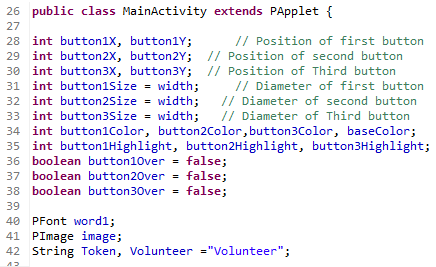 26 public class MainActivity extends PApplet {
27
28 int button1X, button1Y;      // Position of first button
29 int button2X, button2Y;  // Position of second button
30 int button3X, button3Y;  // Position of Third button
31 int button1Size = width;     // Diameter of first button
32 int button2Size = width;   // Diameter of second button
33 int button3Size = width;   // Diameter of Third button
34 int button1Color, button2Color,button3Color, baseColor;
35 int button1Highlight, button2Highlight, button3Highlight;
36 boolean button1Over = false;
37 boolean button2Over = false;
38 boolean button3Over = false;
39
40 PFont word1;
41 PImage image;
42 String Token, Volunteer ="Volunteer";
43